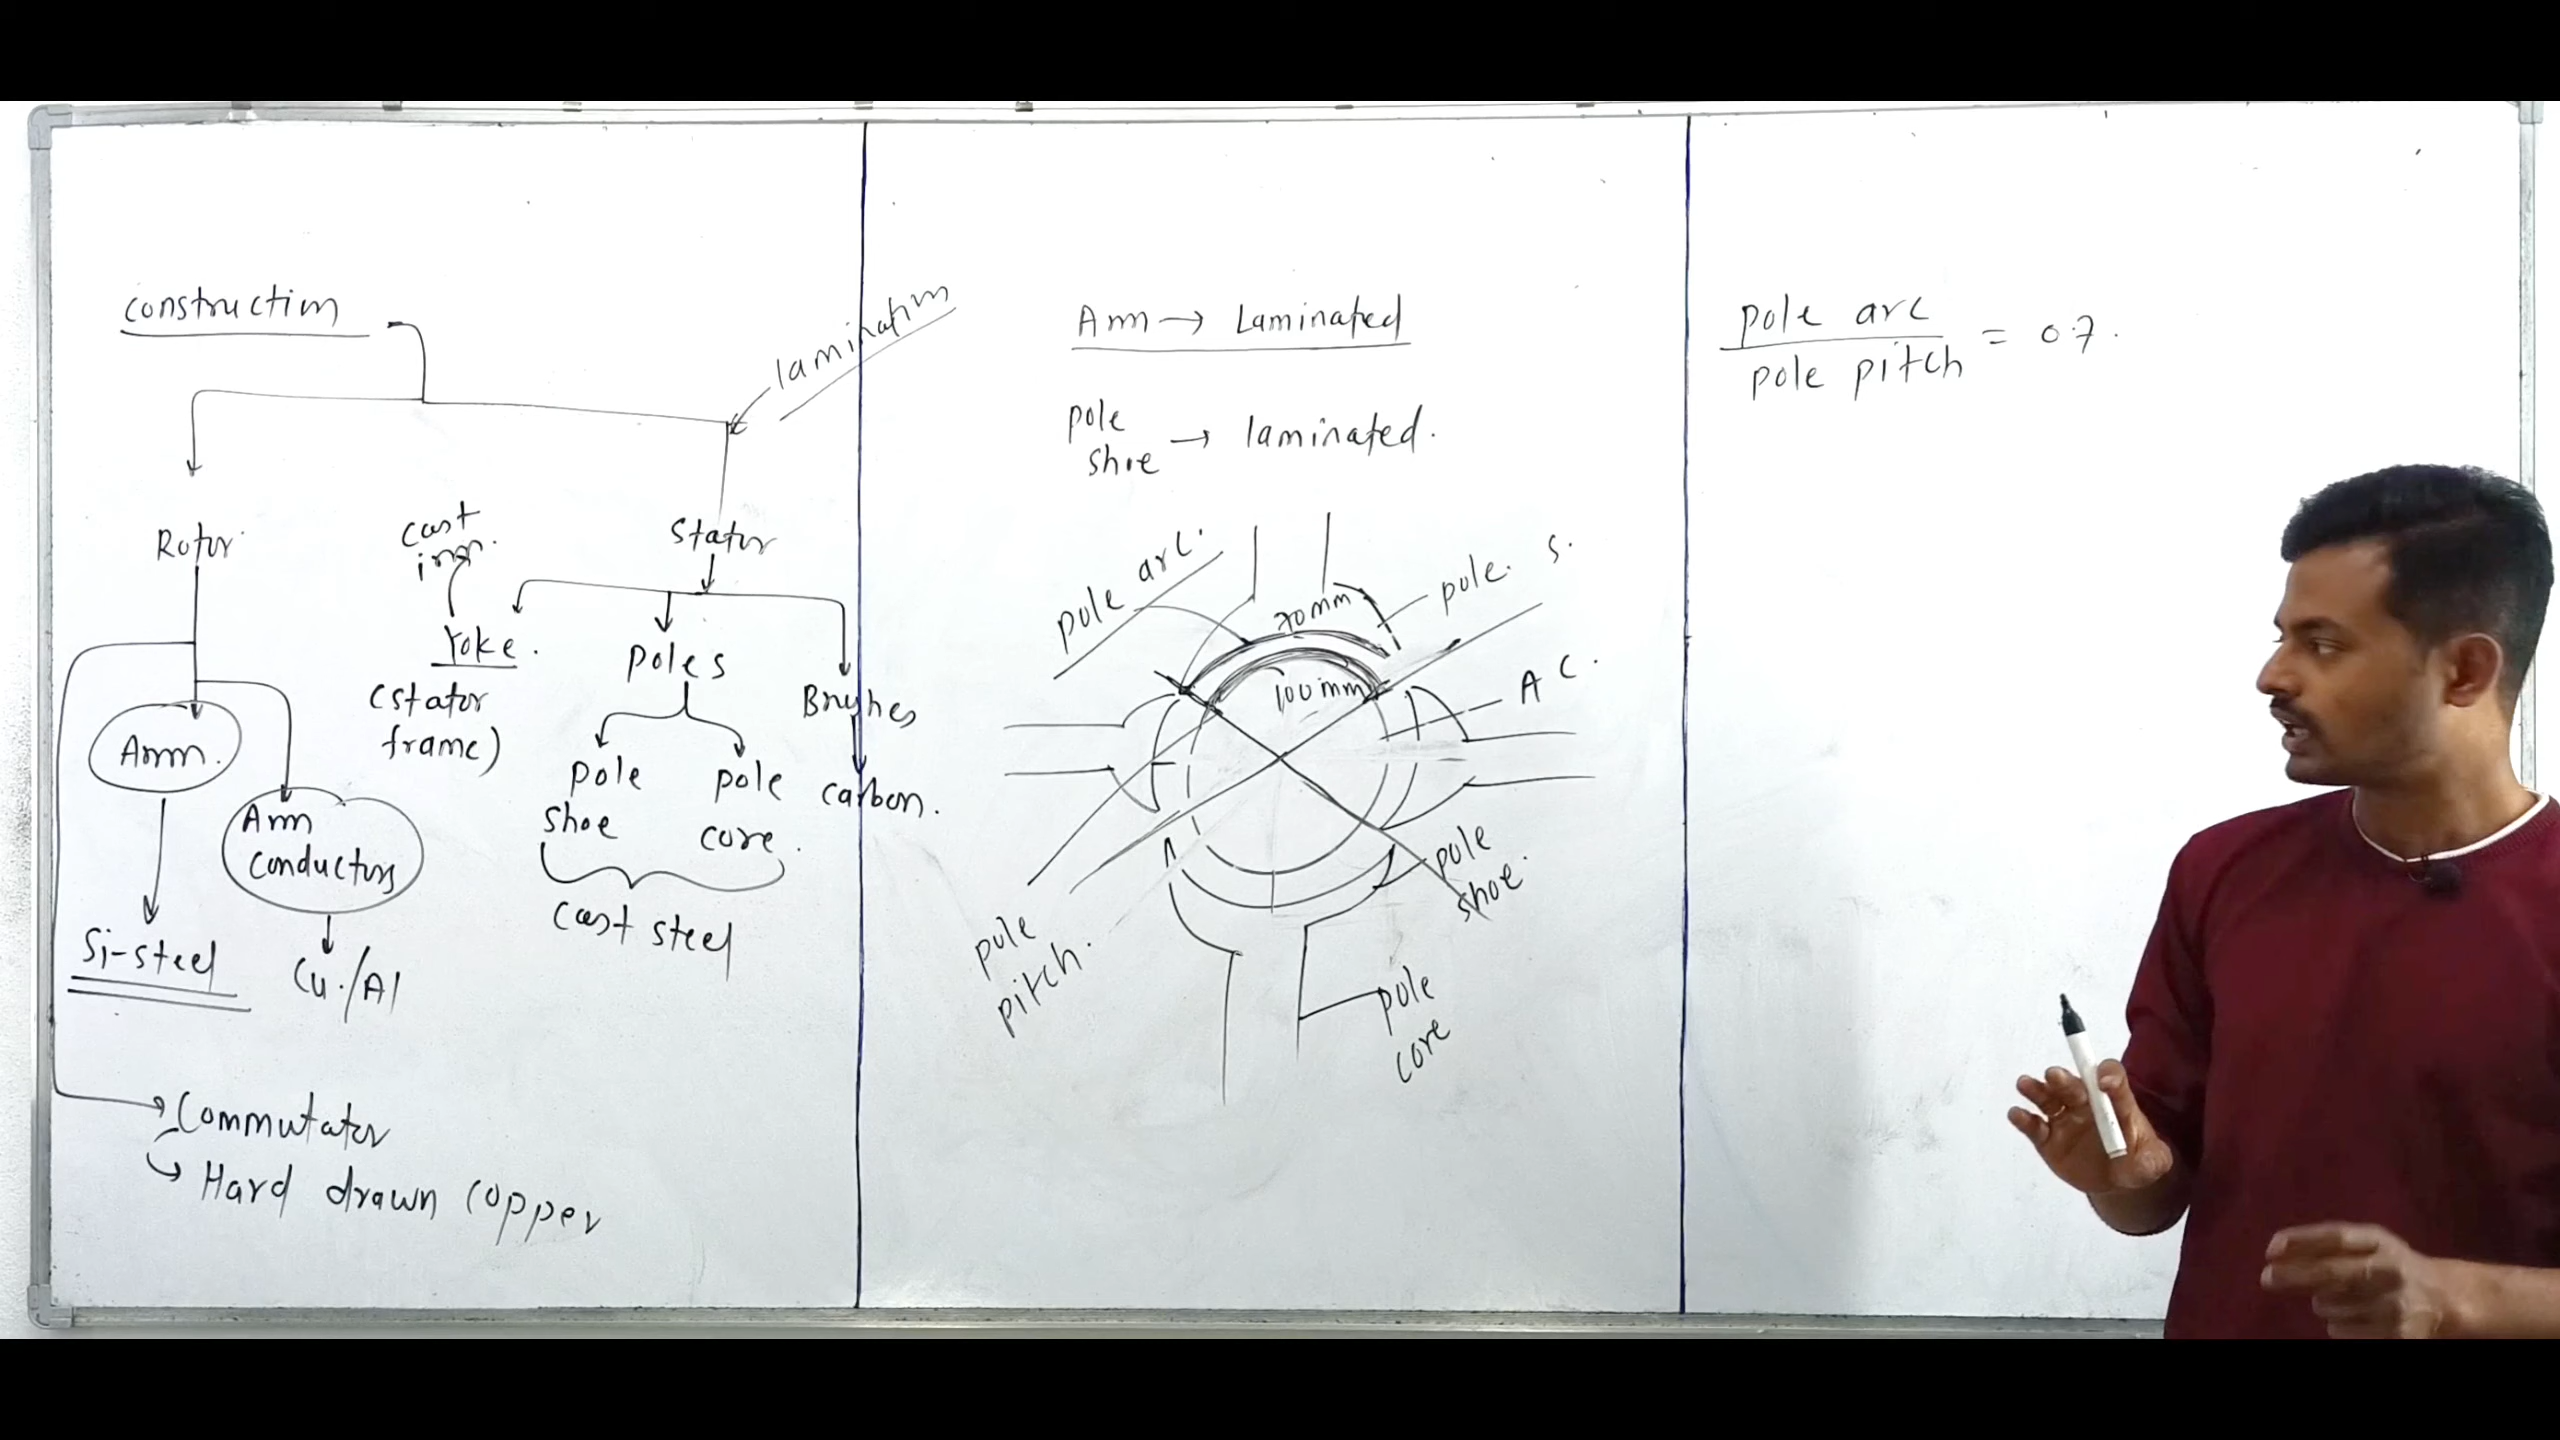 construction
lamination
Rotor
cast
iron.
Stator
Yoke.
(stator
frame)
poles
Brushes
carbon.
pole
shoe
pole
core.
cast steel
Arm.
Arm
conductors
Si-steel
Cu./Al
Commutator
Hard drawn copper
Arm → Laminated
pole
shoe → laminated.
pole arc.
70mm
pole. S.
100mm
A C.
pole
shoe.
pole
pitch.
pole
core
pole arc
pole pitch = 0.7.